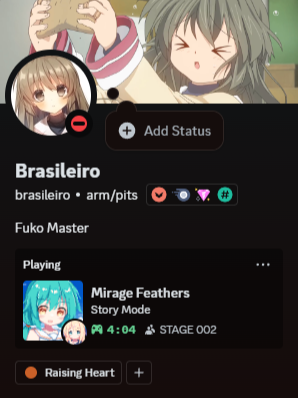 Add Status
Brasileiro
brasileiro • arm/pits
Fuko Master
Playing
Mirage Feathers
Story Mode
4:04 STAGE 002
Raising Heart